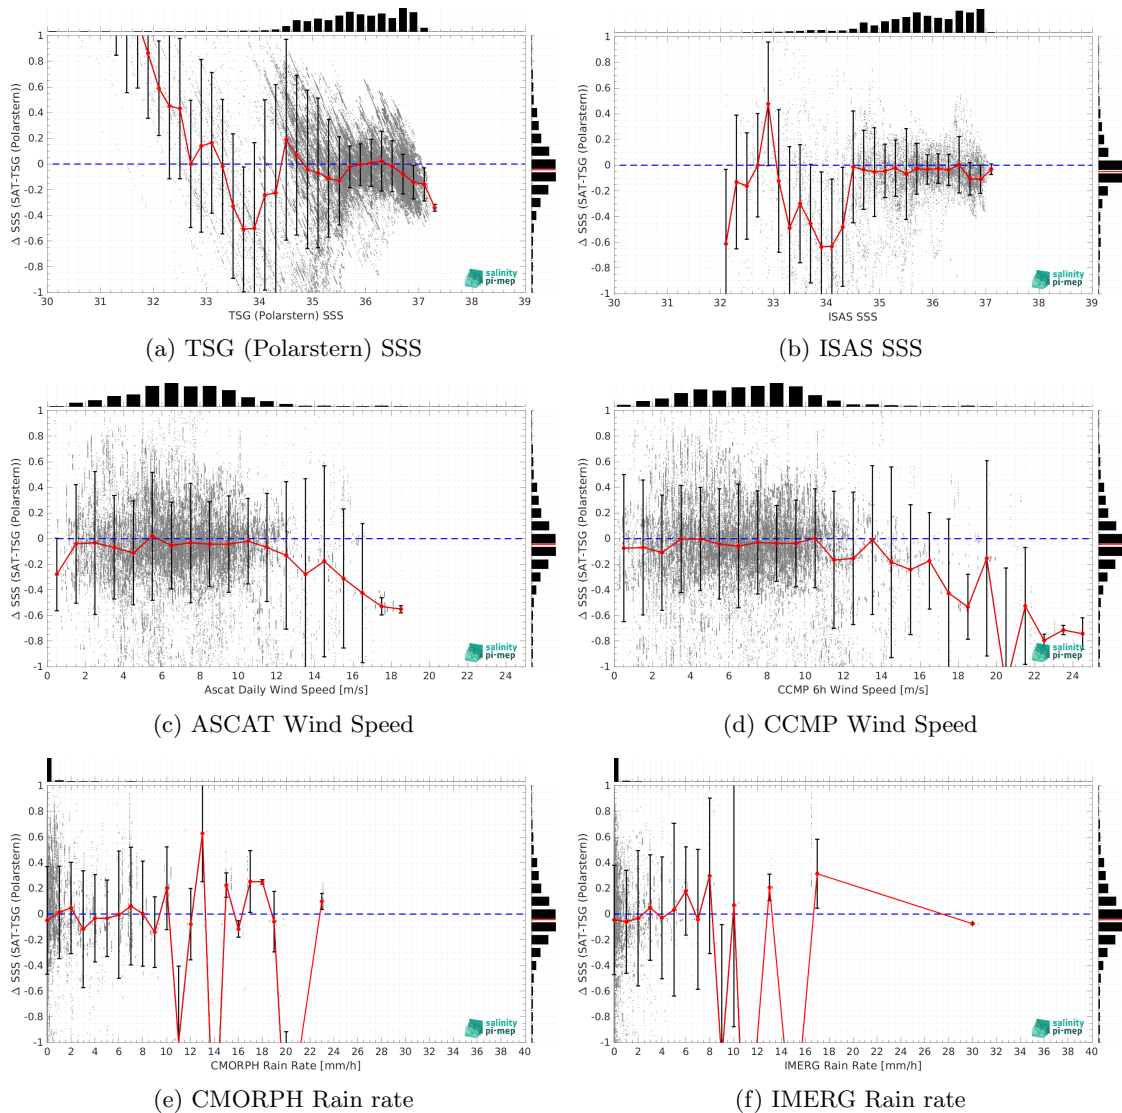 1
0.8
0.6
0.4
0.2
0
-0.2
-0.4
-0.6
-0.8
-1
Δ SSS (SAT-TSG (Polarstern))
30 31 32 33 34 35 36 37 38 39
TSG (Polarstern) SSS
salinity
pi-mep
(a) TSG (Polarstern) SSS
1
0.8
0.6
0.4
0.2
0
-0.2
-0.4
-0.6
-0.8
-1
Δ SSS (SAT-TSG (Polarstern))
30 31 32 33 34 35 36 37 38 39
ISAS SSS
salinity
pi-mep
(b) ISAS SSS
1
0.8
0.6
0.4
0.2
0
-0.2
-0.4
-0.6
-0.8
-1
Δ SSS (SAT-TSG (Polarstern))
0 2 4 6 8 10 12 14 16 18 20 22 24
Ascat Daily Wind Speed [m/s]
salinity
pi-mep
(c) ASCAT Wind Speed
1
0.8
0.6
0.4
0.2
0
-0.2
-0.4
-0.6
-0.8
-1
Δ SSS (SAT-TSG (Polarstern))
0 2 4 6 8 10 12 14 16 18 20 22 24
CCMP 6h Wind Speed [m/s]
salinity
pi-mep
(d) CCMP Wind Speed
1
0.8
0.6
0.4
0.2
0
-0.2
-0.4
-0.6
-0.8
-1
Δ SSS (SAT-TSG (Polarstern))
0 2 4 6 8 10 12 14 16 18 20 22 24 26 28 30 32 34 36 38 40
CMORPH Rain Rate [mm/h]
salinity
pi-mep
(e) CMORPH Rain rate
1
0.8
0.6
0.4
0.2
0
-0.2
-0.4
-0.6
-0.8
-1
Δ SSS (SAT-TSG (Polarstern))
0 2 4 6 8 10 12 14 16 18 20 22 24 26 28 30 32 34 36 38 40
IMERG Rain Rate [mm/h]
salinity
pi-mep
(f) IMERG Rain rate